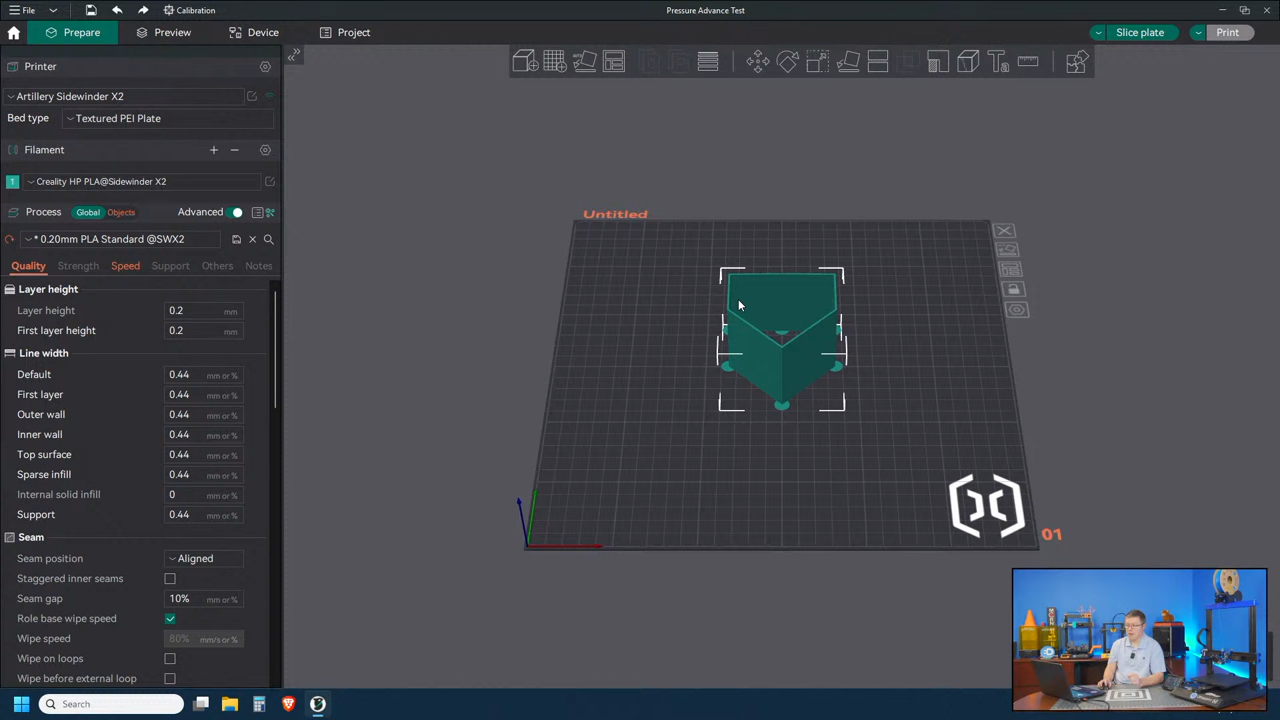 File
Calibration
Pressure Advance Test
Prepare
Preview
Device
Project
Slice plate
Print
Printer
Artillery Sidewinder X2
Bed type
Textured PEI Plate
Filament
1
Creality HP PLA@Sidewinder X2
Process
Global
Objects
Advanced
* 0.20mm PLA Standard @SWX2
Quality
Strength
Speed
Support
Others
Notes
Layer height
Layer height 0.2 mm
First layer height 0.2 mm
Line width
Default 0.44 mm or %
First layer 0.44 mm or %
Outer wall 0.44 mm or %
Inner wall 0.44 mm or %
Top surface 0.44 mm or %
Sparse infill 0.44 mm or %
Internal solid infill 0 mm or %
Support 0.44 mm or %
Seam
Seam position Aligned
Staggered inner seams
Seam gap 10% mm or %
Role base wipe speed
Wipe speed 80% mm/s or %
Wipe on loops
Wipe before external loop
Untitled
01
Search